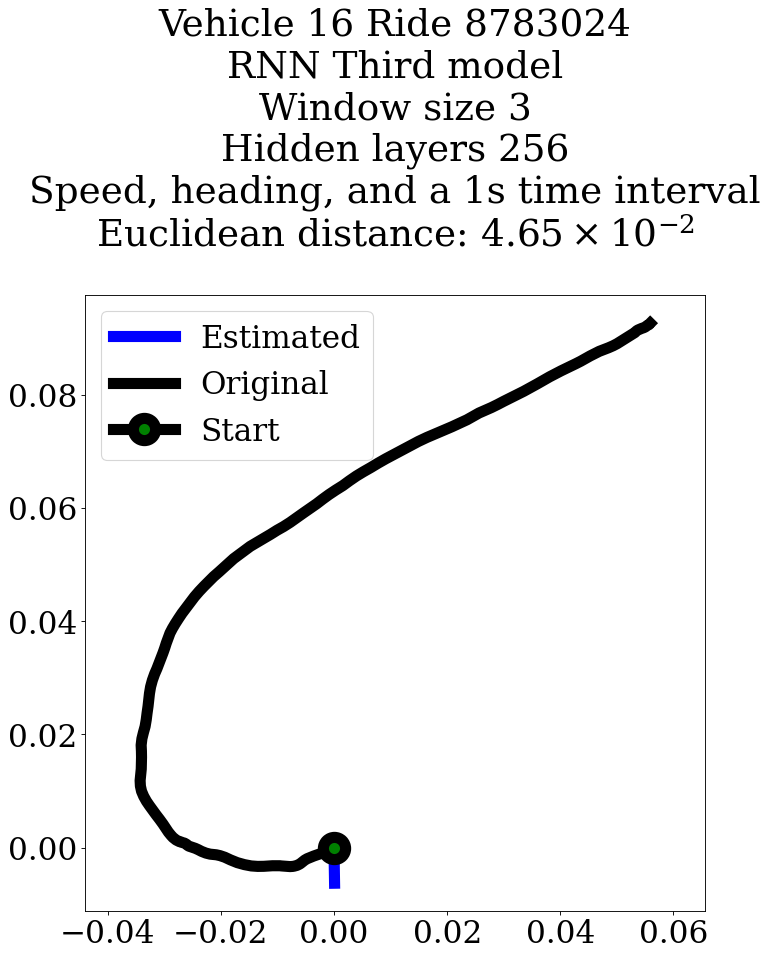 Vehicle 16 Ride 8783024
RNN Third model
Window size 3
Hidden layers 256
Speed, heading, and a 1s time interval
Euclidean distance: 4.65 × 10⁻²
Estimated
Original
Start
0.08
0.06
0.04
0.02
0.00
−0.04 −0.02 0.00 0.02 0.04 0.06